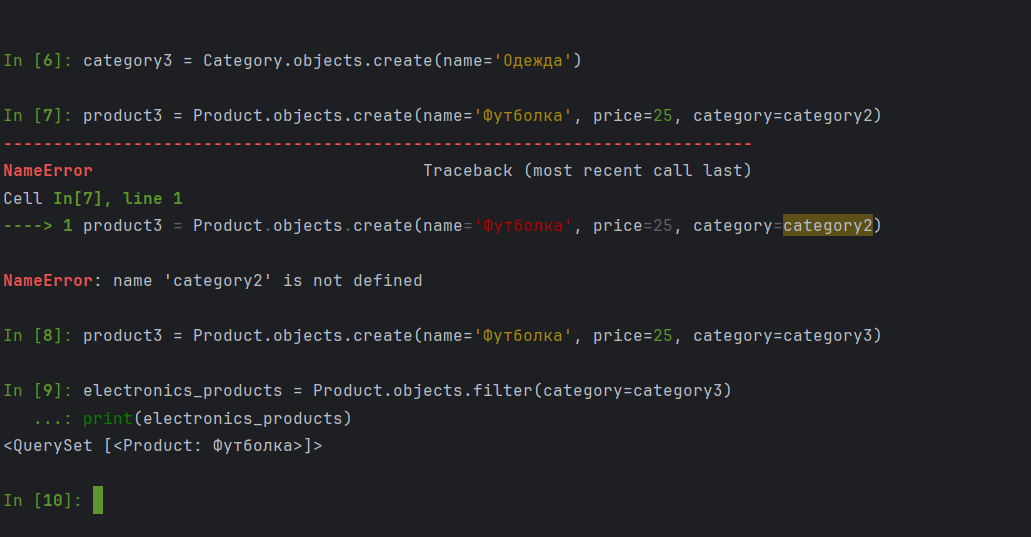 In [6]: category3 = Category.objects.create(name='Одежда')
In [7]: product3 = Product.objects.create(name='Футболка', price=25, category=category2)
---------------------------------------------------------------------------
NameError                                 Traceback (most recent call last)
Cell In[7], line 1
----> 1 product3 = Product.objects.create(name='Футболка', price=25, category=category2)
NameError: name 'category2' is not defined
In [8]: product3 = Product.objects.create(name='Футболка', price=25, category=category3)
In [9]: electronics_products = Product.objects.filter(category=category3)
   ...: print(electronics_products)
<QuerySet [<Product: Футболка>]>
In [10]: